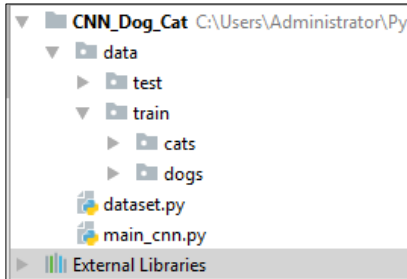 CNN_Dog_Cat C:\Users\Administrator\Py
data
test
train
cats
dogs
dataset.py
main_cnn.py
External Libraries